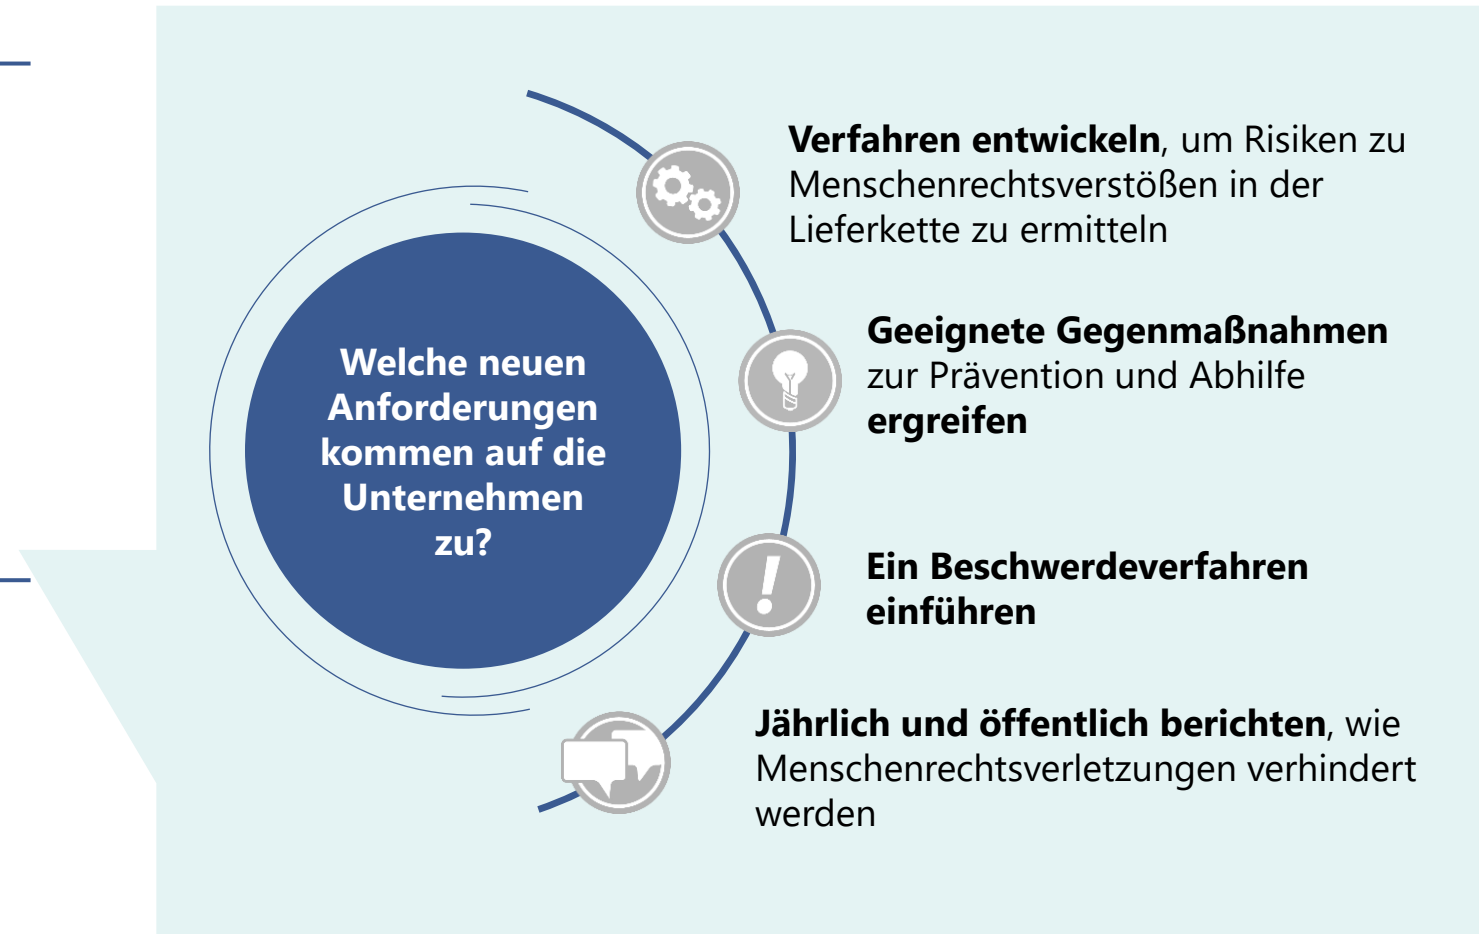 Welche neuen
Anforderungen
kommen auf die
Unternehmen
zu?
Verfahren entwickeln, um Risiken zu
Menschenrechtsverstößen in der
Lieferkette zu ermitteln
Geeignete Gegenmaßnahmen
zur Prävention und Abhilfe
ergreifen
Ein Beschwerdeverfahren
einführen
Jährlich und öffentlich berichten, wie
Menschenrechtsverletzungen verhindert
werden